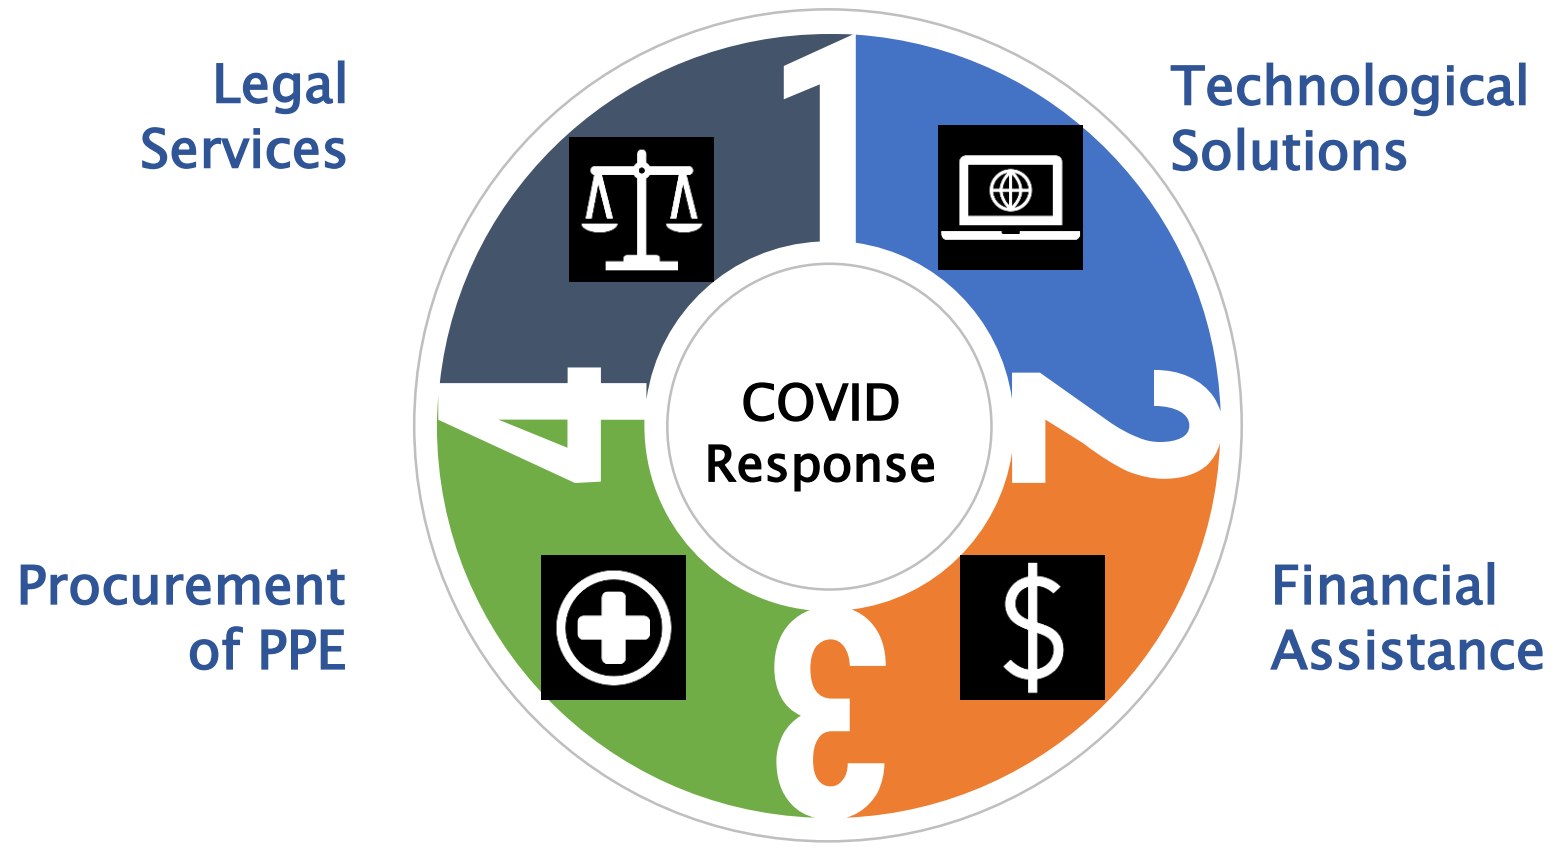 Legal
Services
1
Technological
Solutions
4
COVID
Response
2
Procurement
of PPE
3
$
Financial
Assistance